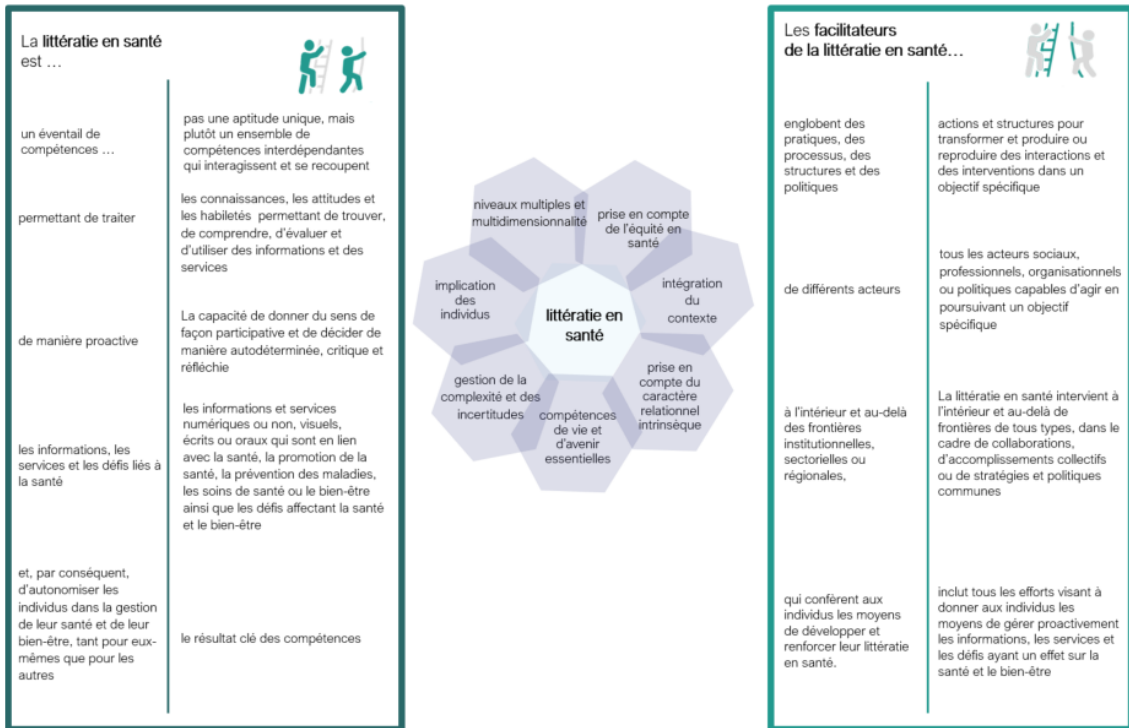 La littératie en santé
est …
un éventail de
compétences …
pas une aptitude unique, mais
plutôt un ensemble de
compétences interdépendantes
qui interagissent et se recoupent
permettant de traiter
les connaissances, les attitudes et
les habiletés permettant de trouver,
de comprendre, d'évaluer et
d'utiliser des informations et des
services
de manière proactive
La capacité de donner du sens de
façon participative et de décider de
manière autodéterminée, critique et
réfléchie
les informations, les
services et les défis liés à
la santé
les informations et services
numériques ou non, visuels,
écrits ou oraux qui sont en lien
avec la santé, la promotion de la
santé, la prévention des maladies,
les soins de santé ou le bien-être
ainsi que les défis affectant la santé
et le bien-être
et, par conséquent,
d'autonomiser les
individus dans la gestion
de leur santé et de leur
bien-être, tant pour eux-
mêmes que pour les
autres
le résultat clé des compétences
niveaux multiples et
multidimensionnalité
prise en compte
de l'équité en
santé
implication
des
individus
intégration
du
contexte
littératie en
santé
gestion de la
complexité et des
incertitudes
compétences
de vie et
d'avenir
essentielles
prise en
compte du
caractère
relationnel
intrinsèque
Les facilitateurs
de la littératie en santé…
englobent des
pratiques, des
processus, des
structures et des
politiques
actions et structures pour
transformer et produire ou
reproduire des interactions et
des interventions dans un
objectif spécifique
de différents acteurs
tous les acteurs sociaux,
professionnels, organisationnels
ou politiques capables d'agir en
poursuivant un objectif
spécifique
à l'intérieur et au-delà
des frontières
institutionnelles,
sectorielles ou
régionales,
La littératie en santé intervient à
l'intérieur et au-delà de
frontières de tous types, dans le
cadre de collaborations,
d'accomplissements collectifs
ou de stratégies et politiques
communes
qui confèrent aux
individus les moyens
de développer et
renforcer leur littératie
en santé.
inclut tous les efforts visant à
donner aux individus les
moyens de gérer proactivement
les informations, les services et
les défis ayant un effet sur la
santé et le bien-être